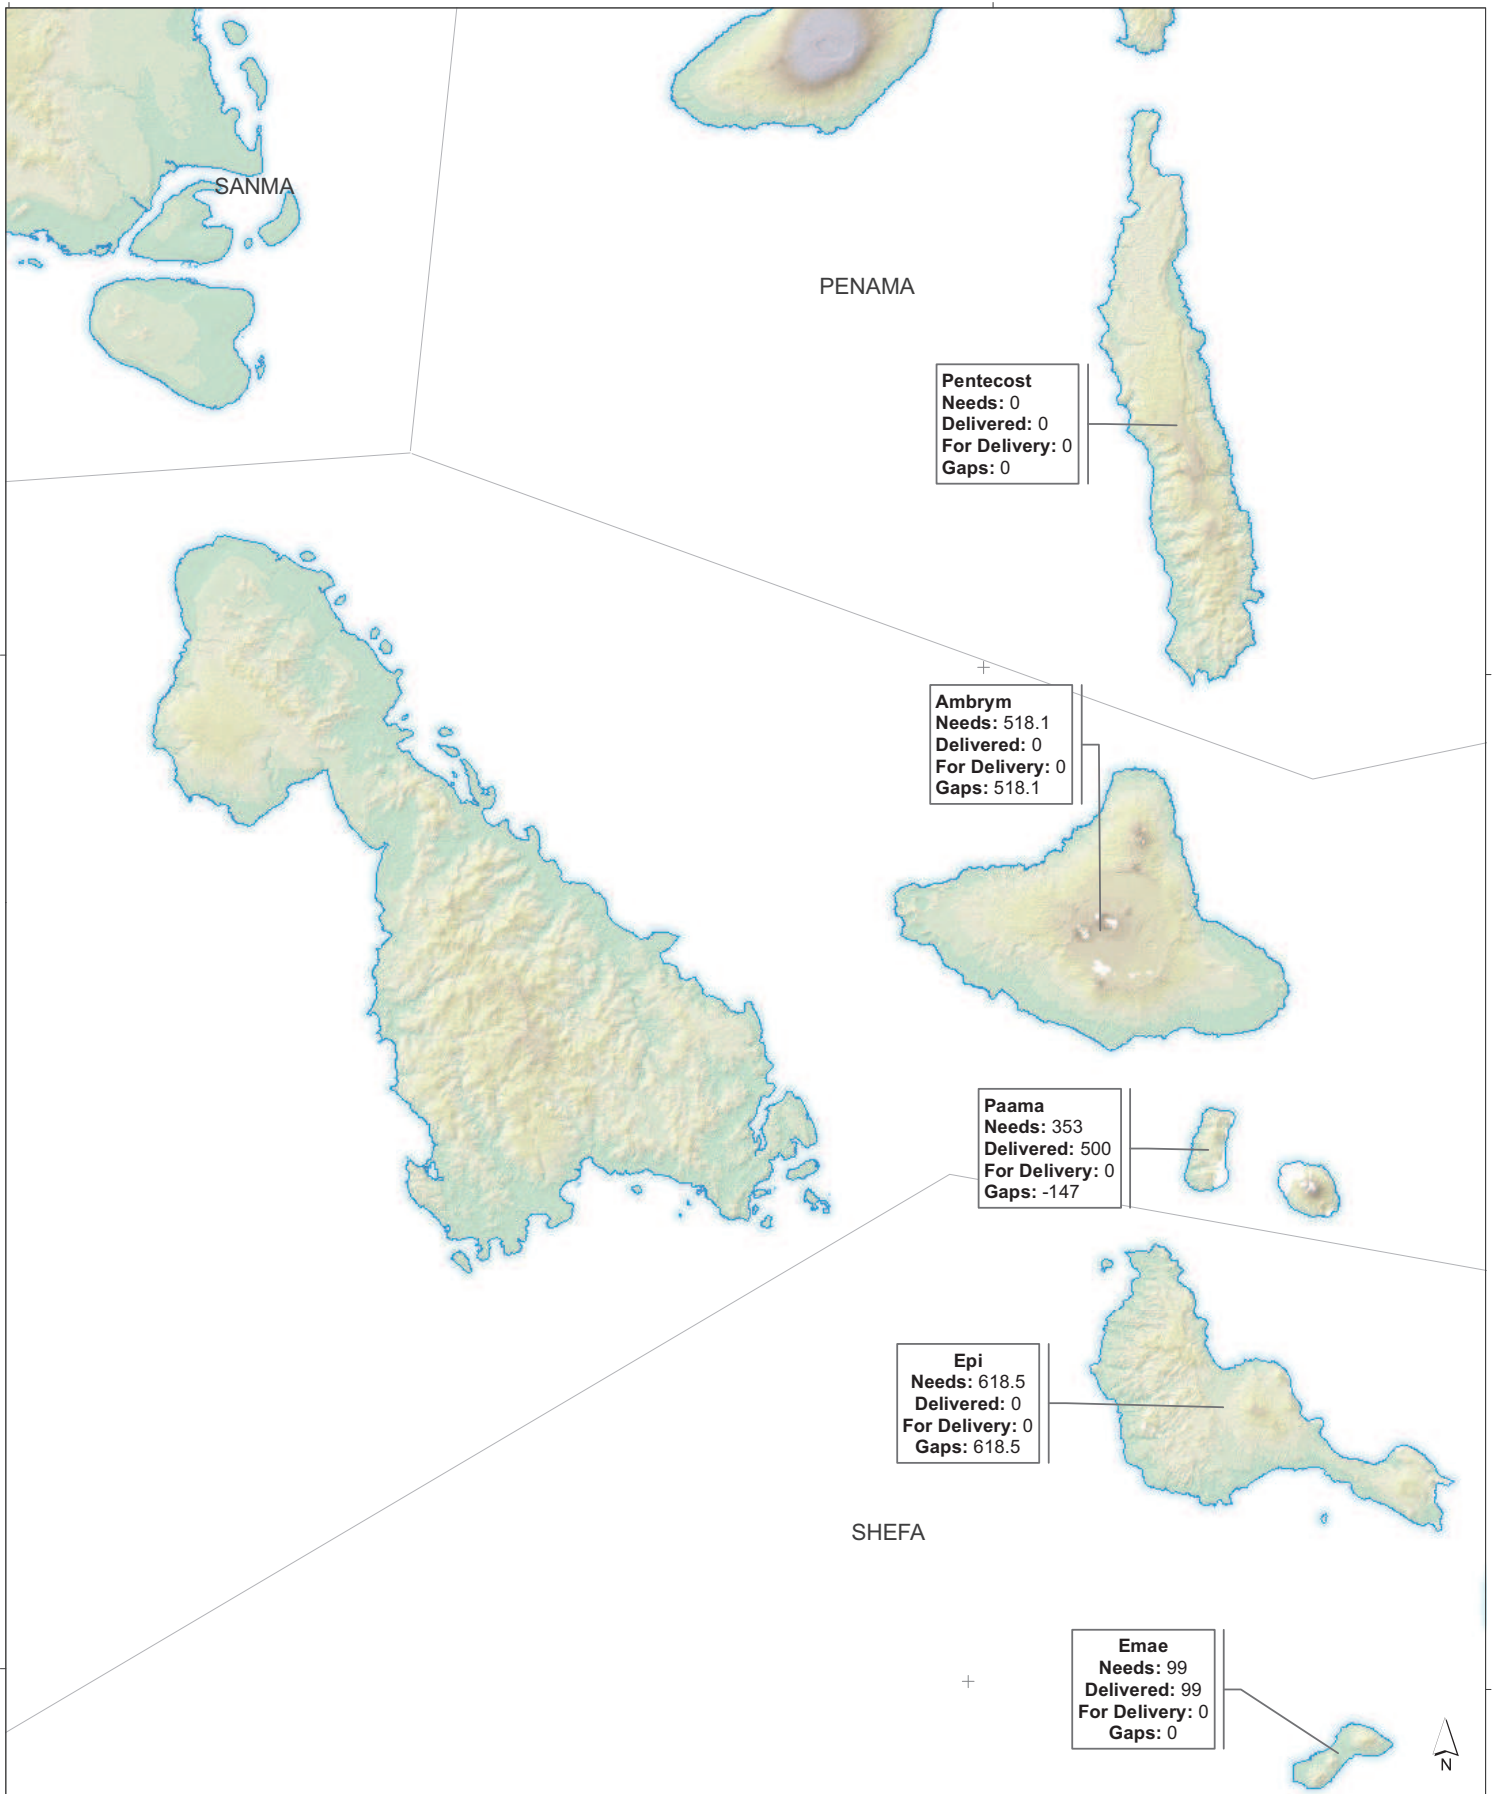 SANMA
PENAMA
Pentecost
Needs: 0
Delivered: 0
For Delivery: 0
Gaps: 0
Ambrym
Needs: 518.1
Delivered: 0
For Delivery: 0
Gaps: 518.1
Paama
Needs: 353
Delivered: 500
For Delivery: 0
Gaps: -147
Epi
Needs: 618.5
Delivered: 0
For Delivery: 0
Gaps: 618.5
SHEFA
Emae
Needs: 99
Delivered: 99
For Delivery: 0
Gaps: 0
N